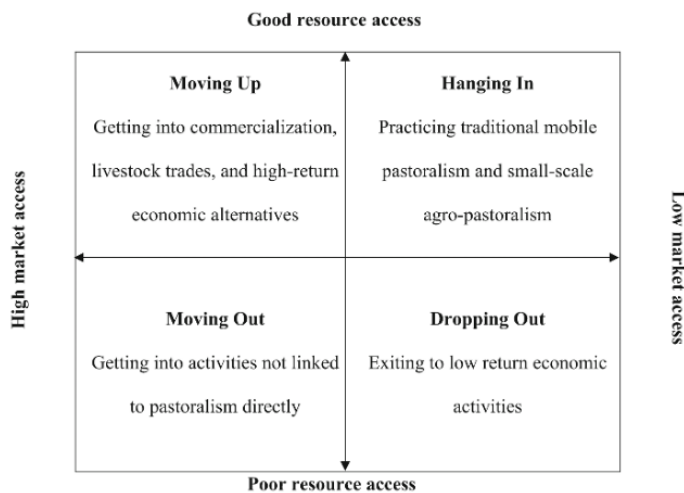 Good resource access
Moving Up
Getting into commercialization,
livestock trades, and high-return
economic alternatives
Hanging In
Practicing traditional mobile
pastoralism and small-scale
agro-pastoralism
High market access
Low market
access
Moving Out
Getting into activities not linked
to pastoralism directly
Dropping Out
Exiting to low return economic
activities
Poor resource access